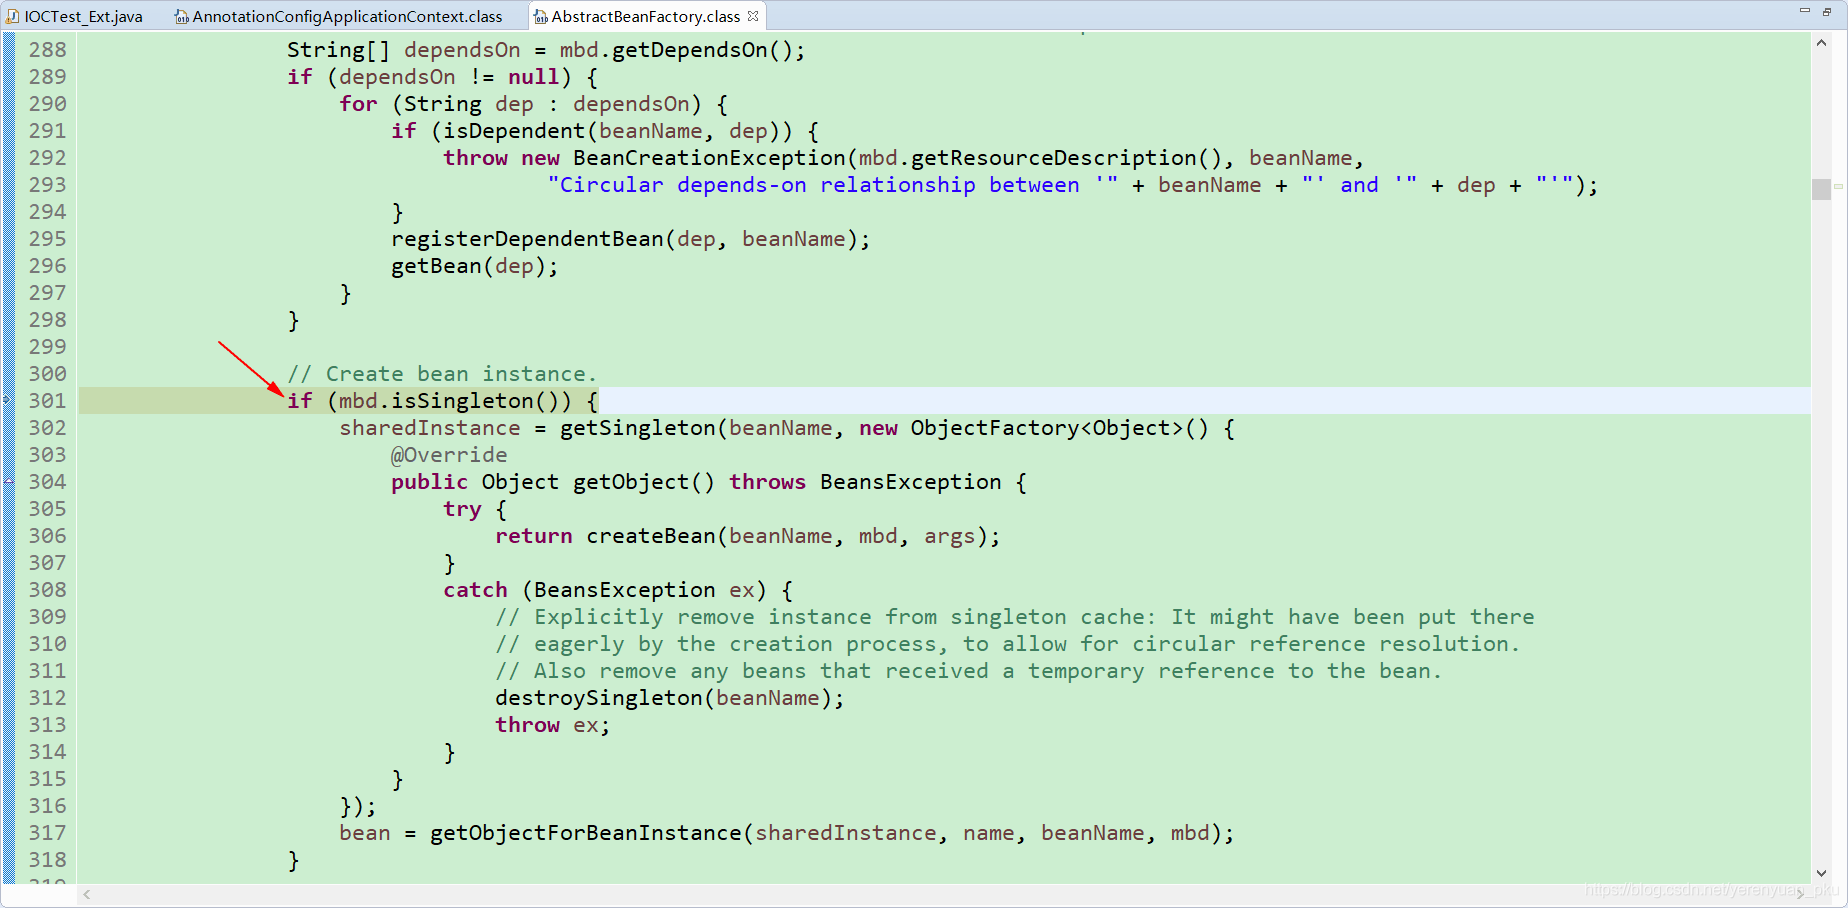 IOCTest_Ext.java AnnotationConfigApplicationContext.class AbstractBeanFactory.class
288 String[] dependsOn = mbd.getDependsOn();
289 if (dependsOn != null) {
290 for (String dep : dependsOn) {
291 if (isDependent(beanName, dep)) {
292 throw new BeanCreationException(mbd.getResourceDescription(), beanName,
293 "Circular depends-on relationship between '" + beanName + "' and '" + dep + "'");
294 }
295 registerDependentBean(dep, beanName);
296 getBean(dep);
297 }
298 }
299
300 // Create bean instance.
301 if (mbd.isSingleton()) {
302 sharedInstance = getSingleton(beanName, new ObjectFactory<Object>() {
303 @Override
304 public Object getObject() throws BeansException {
305 try {
306 return createBean(beanName, mbd, args);
307 }
308 catch (BeansException ex) {
309 // Explicitly remove instance from singleton cache: It might have been put there
310 // eagerly by the creation process, to allow for circular reference resolution.
311 // Also remove any beans that received a temporary reference to the bean.
312 destroySingleton(beanName);
313 throw ex;
314 }
315 }
316 });
317 bean = getObjectForBeanInstance(sharedInstance, name, beanName, mbd);
318 }
https://blog.csdn.net/yerenyuan_pku